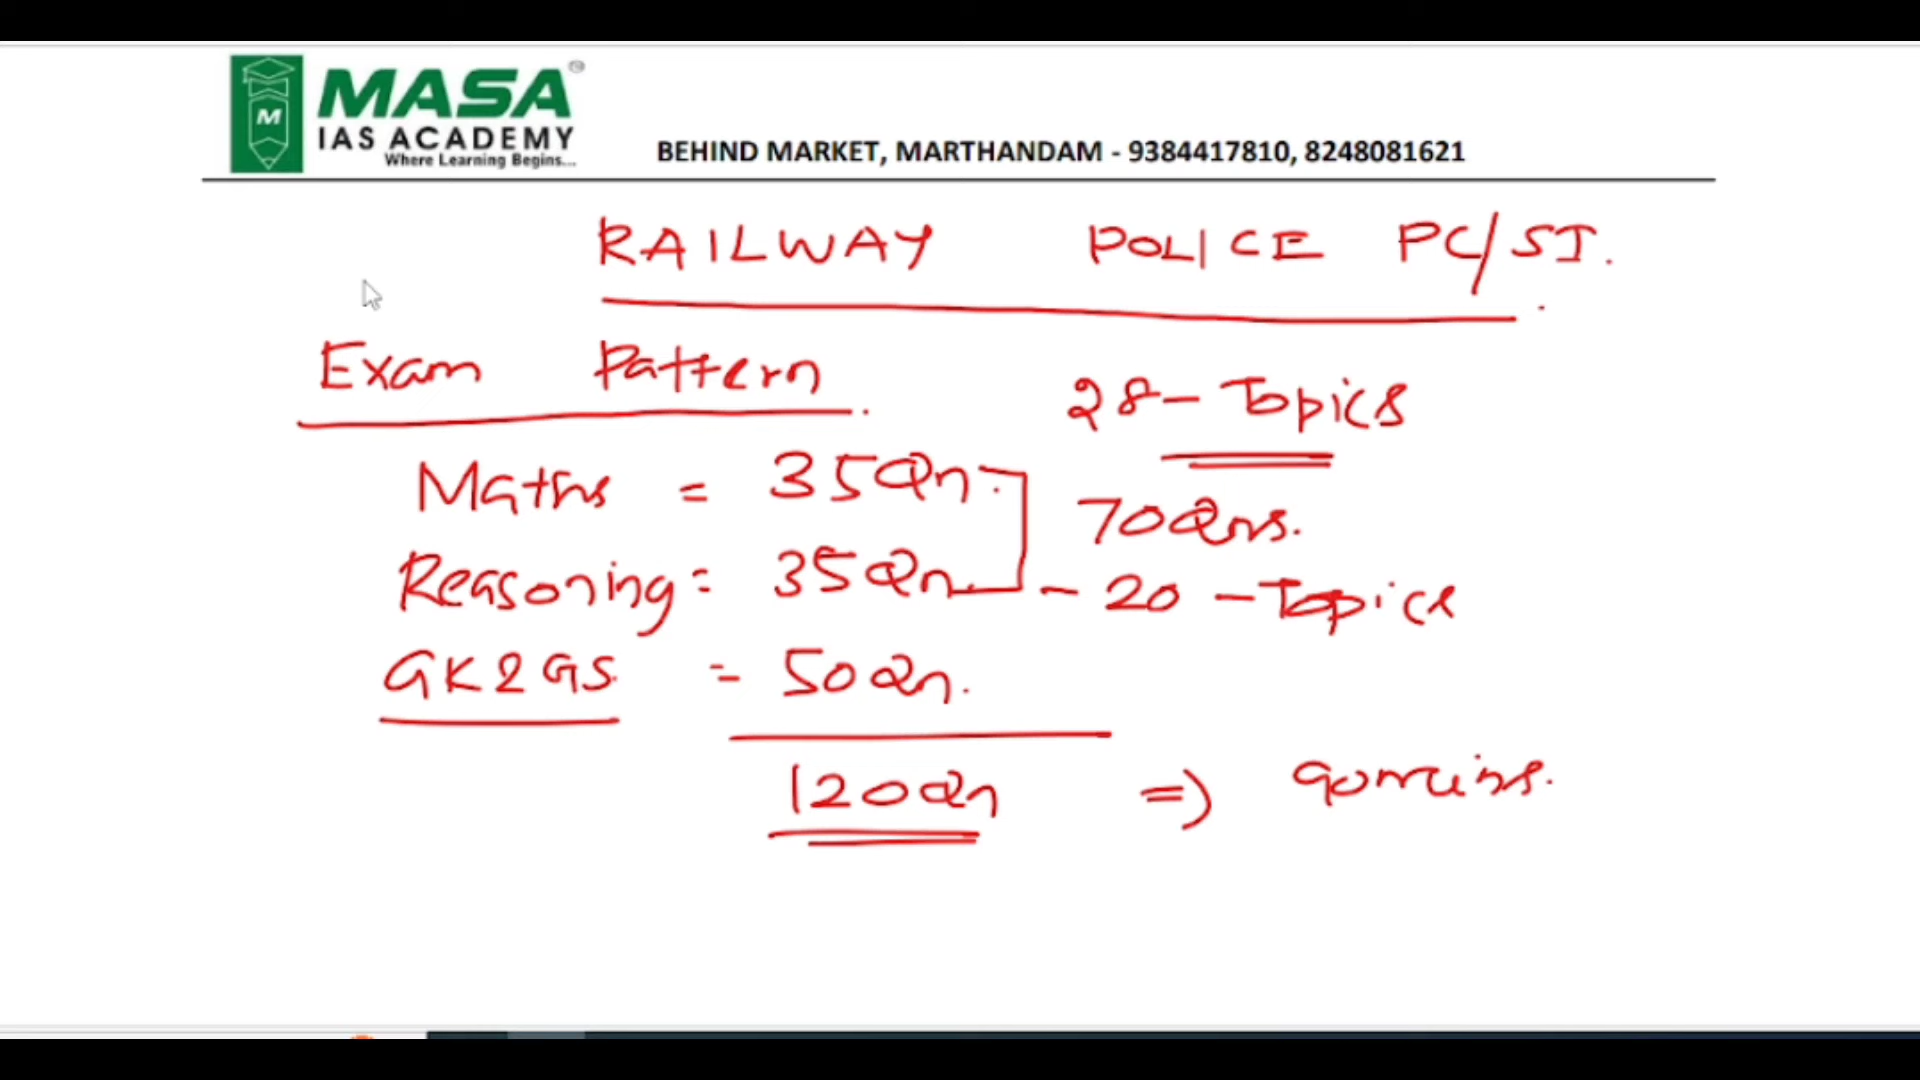 MASA
IAS ACADEMY
Where Learning Begins...
BEHIND MARKET, MARTHANDAM - 9384417810, 8248081621
RAILWAY POLICE PC/SI.
Exam Pattern
28 - Topics
Maths = 35Qn.
70Qns.
Reasoning = 35Qn. - 20 - Topics
GK & GS = 50Qn.
120Qn => 90mins.